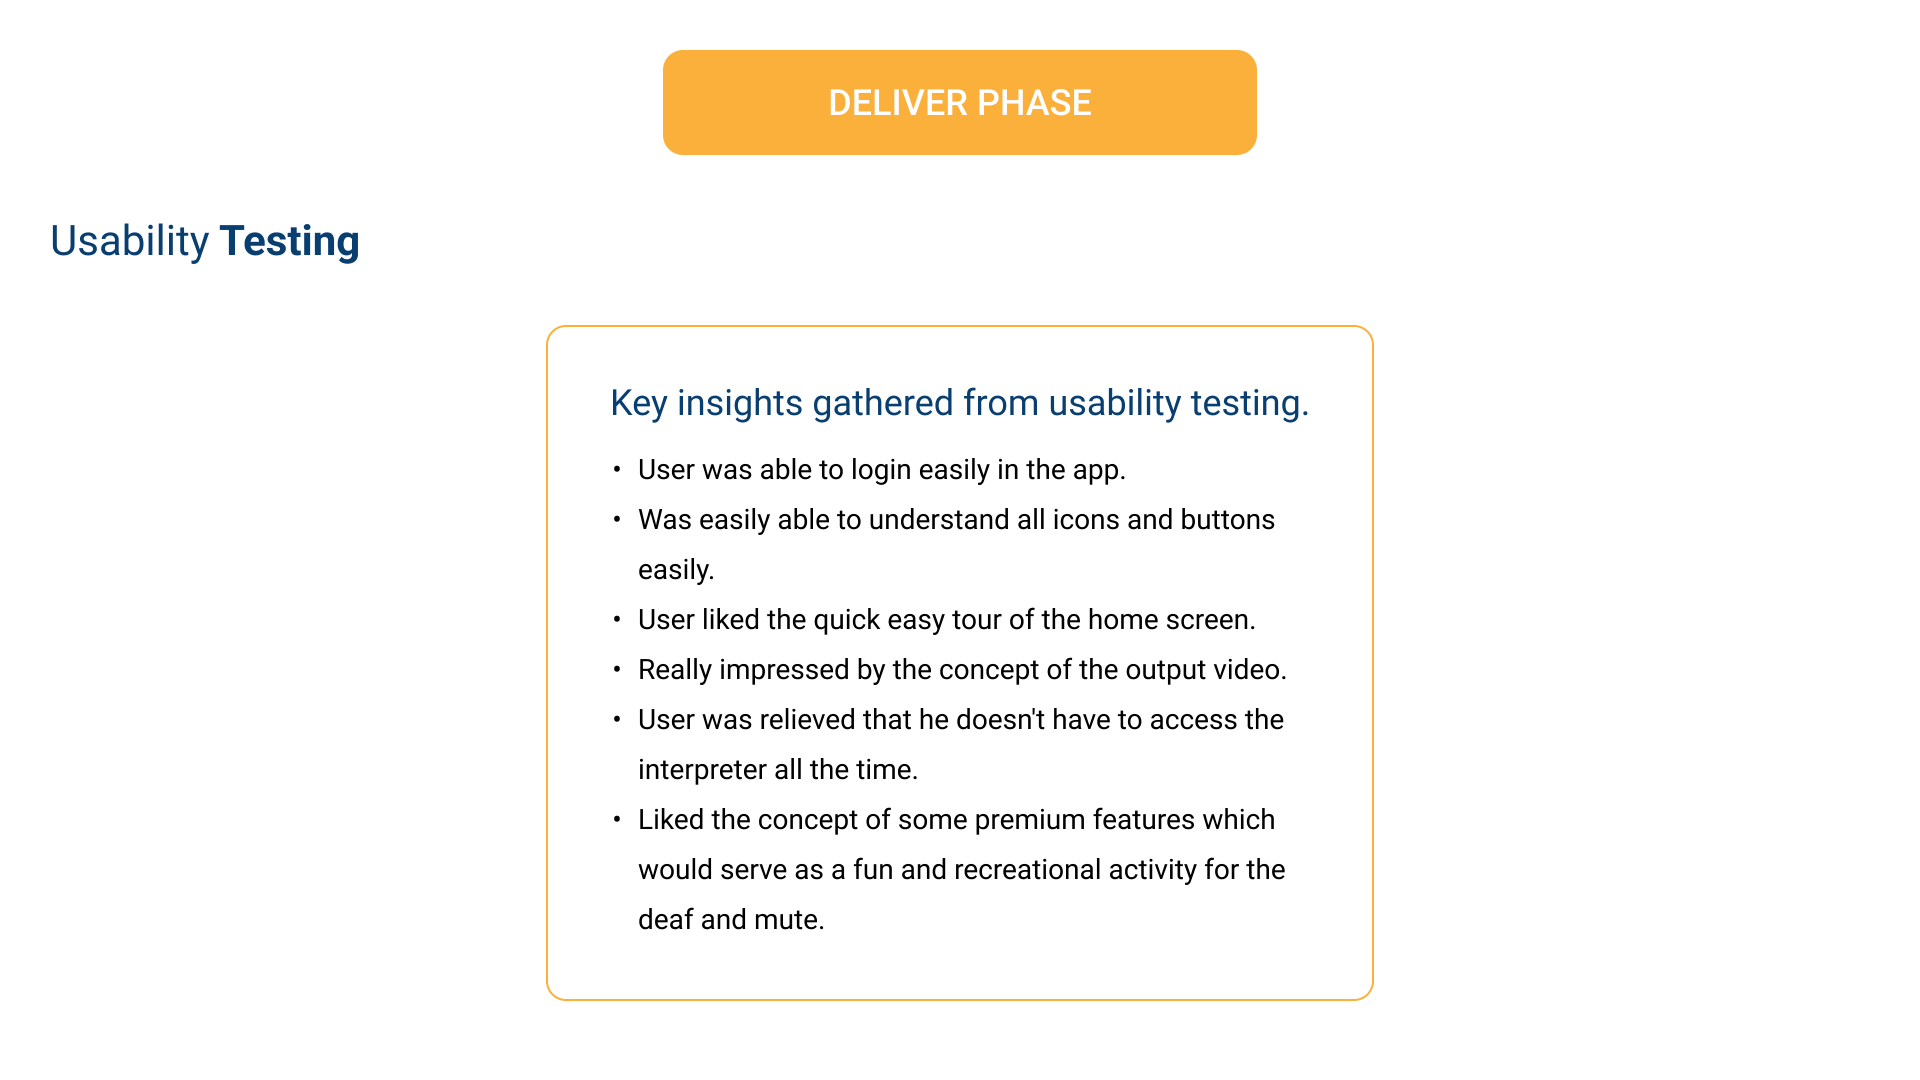 DELIVER PHASE
Usability Testing
Key insights gathered from usability testing.
• User was able to login easily in the app.
• Was easily able to understand all icons and buttons
easily.
• User liked the quick easy tour of the home screen.
• Really impressed by the concept of the output video.
• User was relieved that he doesn't have to access the
interpreter all the time.
• Liked the concept of some premium features which
would serve as a fun and recreational activity for the
deaf and mute.